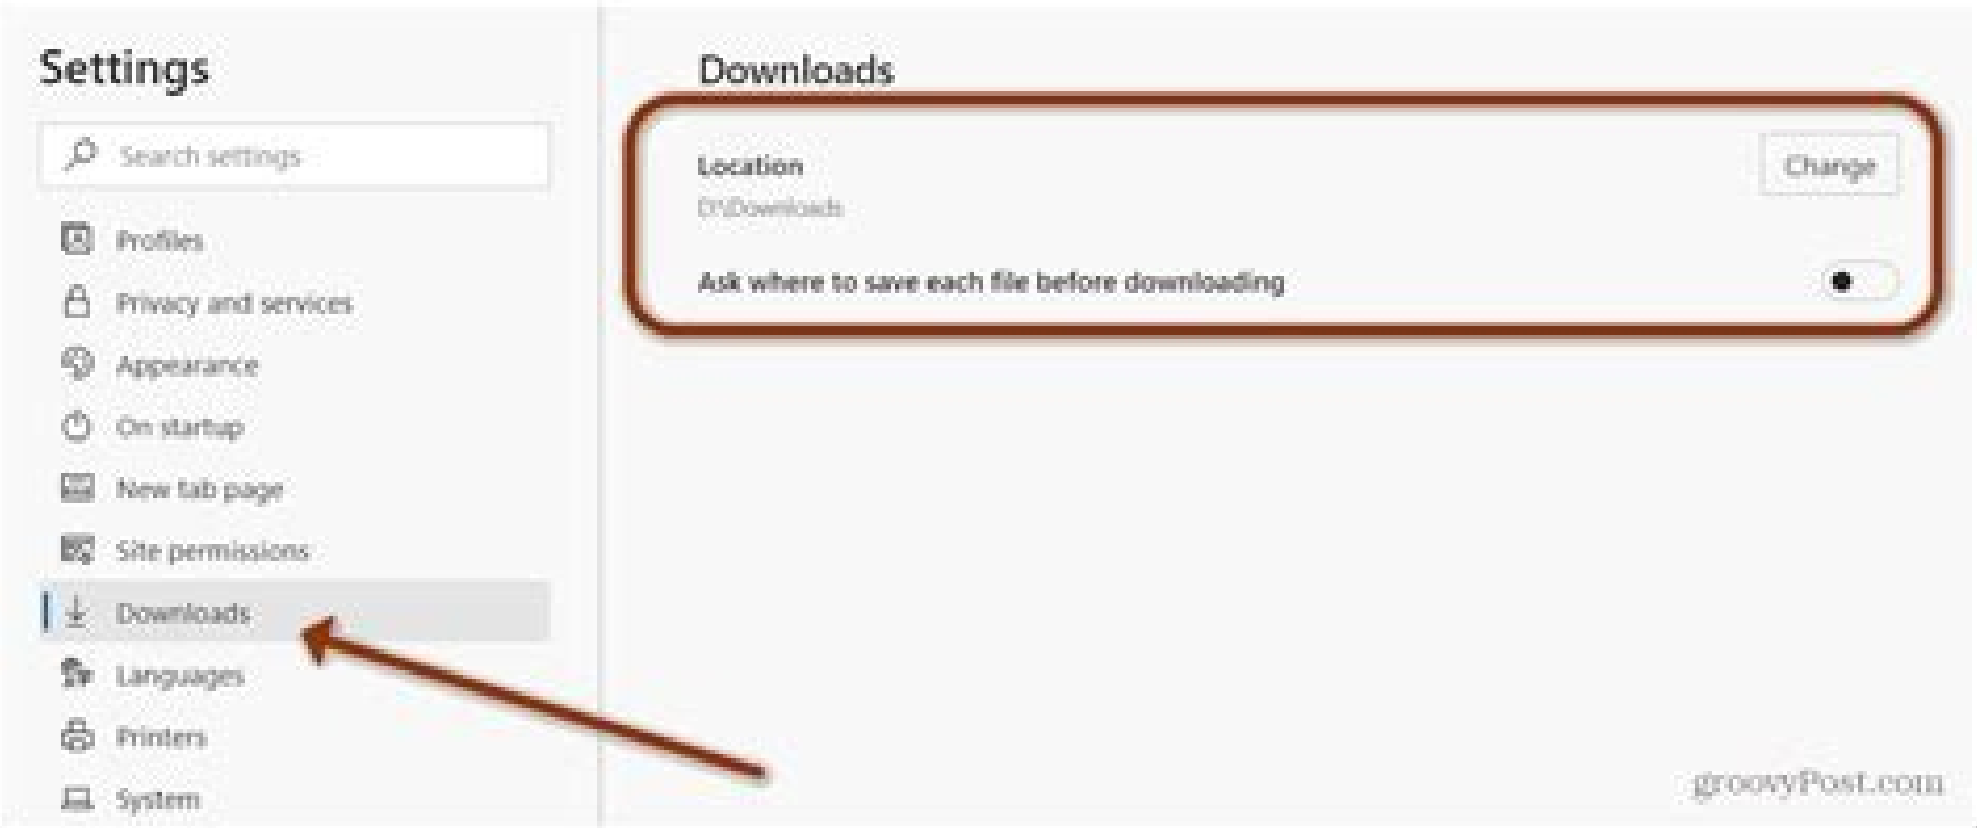 Settings
Search settings
Profiles
Privacy and services
Appearance
On startup
New tab page
Site permissions
Downloads
Languages
Printers
System
Downloads
Location
Change
D:\Downloads
Ask where to save each file before downloading
groovyPost.com